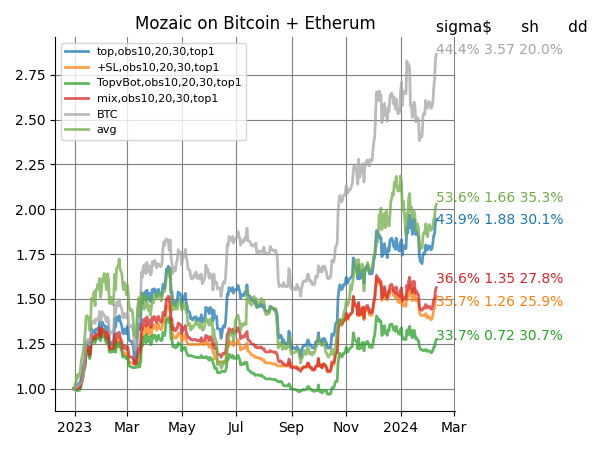 Mozaic on Bitcoin + Etherum
sigma$ sh dd
top,obs10,20,30,top1
+SL,obs10,20,30,top1
TopvBot,obs10,20,30,top1
mix,obs10,20,30,top1
BTC
avg
44.4% 3.57 20.0%
53.6% 1.66 35.3%
43.9% 1.88 30.1%
36.6% 1.35 27.8%
35.7% 1.26 25.9%
33.7% 0.72 30.7%
2.75
2.50
2.25
2.00
1.75
1.50
1.25
1.00
2023 Mar May Jul Sep Nov 2024 Mar